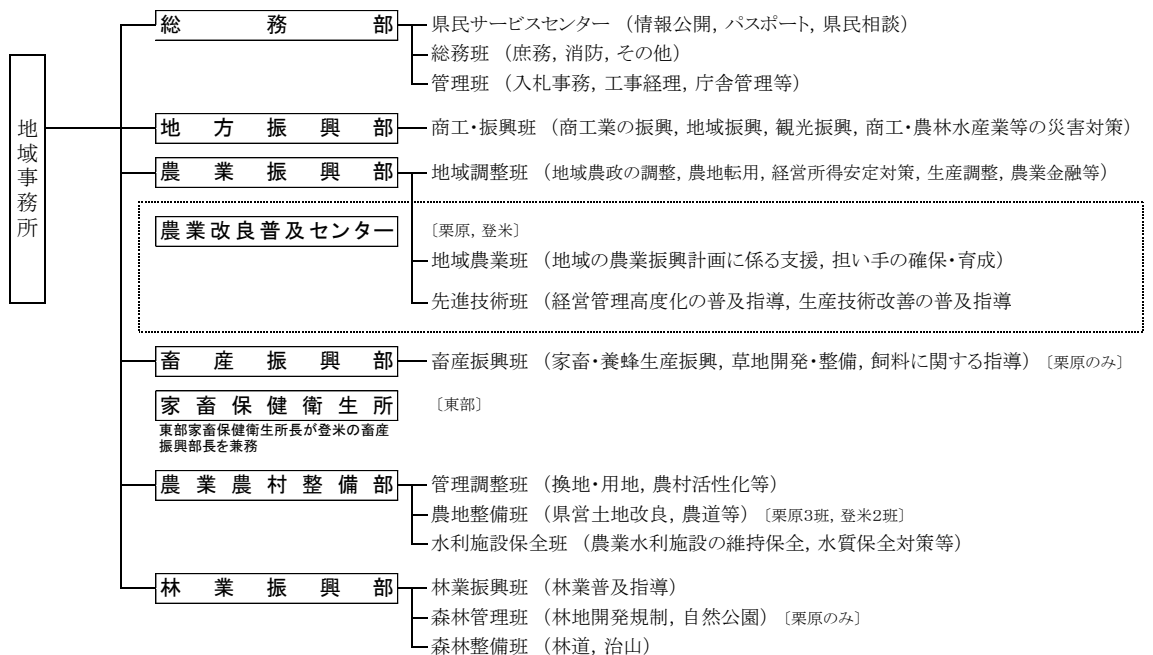 総務部 県民サービスセンター （情報公開, パスポート, 県民相談）
総務班 （庶務, 消防, その他）
管理班 （入札事務, 工事経理, 庁舎管理等）
地域事務所
地方振興部 商工・振興班 （商工業の振興, 地域振興, 観光振興, 商工・農林水産業等の災害対策）
農業振興部 地域調整班 （地域農政の調整, 農地転用, 経営所得安定対策, 生産調整, 農業金融等）
農業改良普及センター 〔栗原, 登米〕
地域農業班 （地域の農業振興計画に係る支援, 担い手の確保・育成）
先進技術班 （経営管理高度化の普及指導, 生産技術改善の普及指導
畜産振興部 畜産振興班 （家畜・養蜂生産振興, 草地開発・整備, 飼料に関する指導） 〔栗原のみ〕
家畜保健衛生所 〔東部〕
東部家畜保健衛生所長が登米の畜産
振興部長を兼務
農業農村整備部 管理調整班 （換地・用地, 農村活性化等）
農地整備班 （県営土地改良, 農道等） 〔栗原3班, 登米2班〕
水利施設保全班 （農業水利施設の維持保全, 水質保全対策等）
林業振興部 林業振興班 （林業普及指導）
森林管理班 （林地開発規制, 自然公園） 〔栗原のみ〕
森林整備班 （林道, 治山）